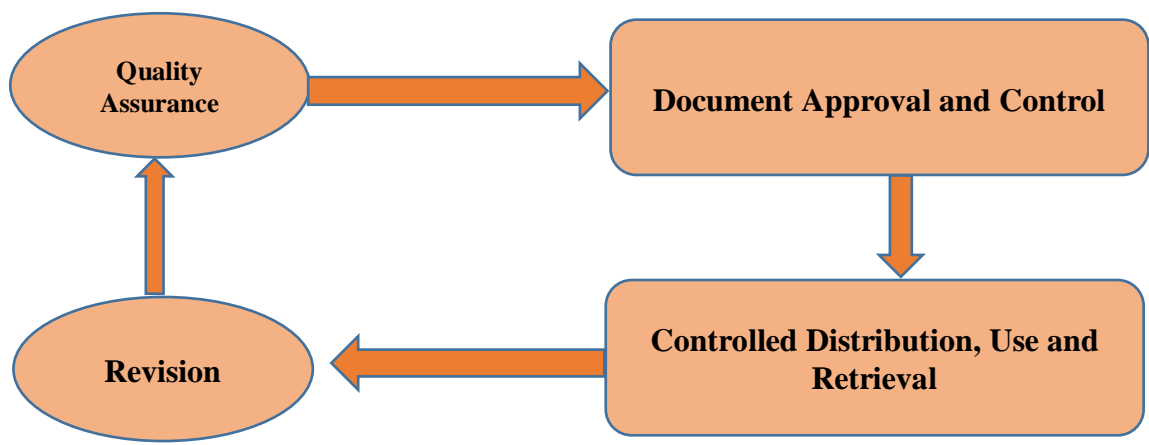 Quality
Assurance
Document Approval and Control
Controlled Distribution, Use and
Retrieval
Revision